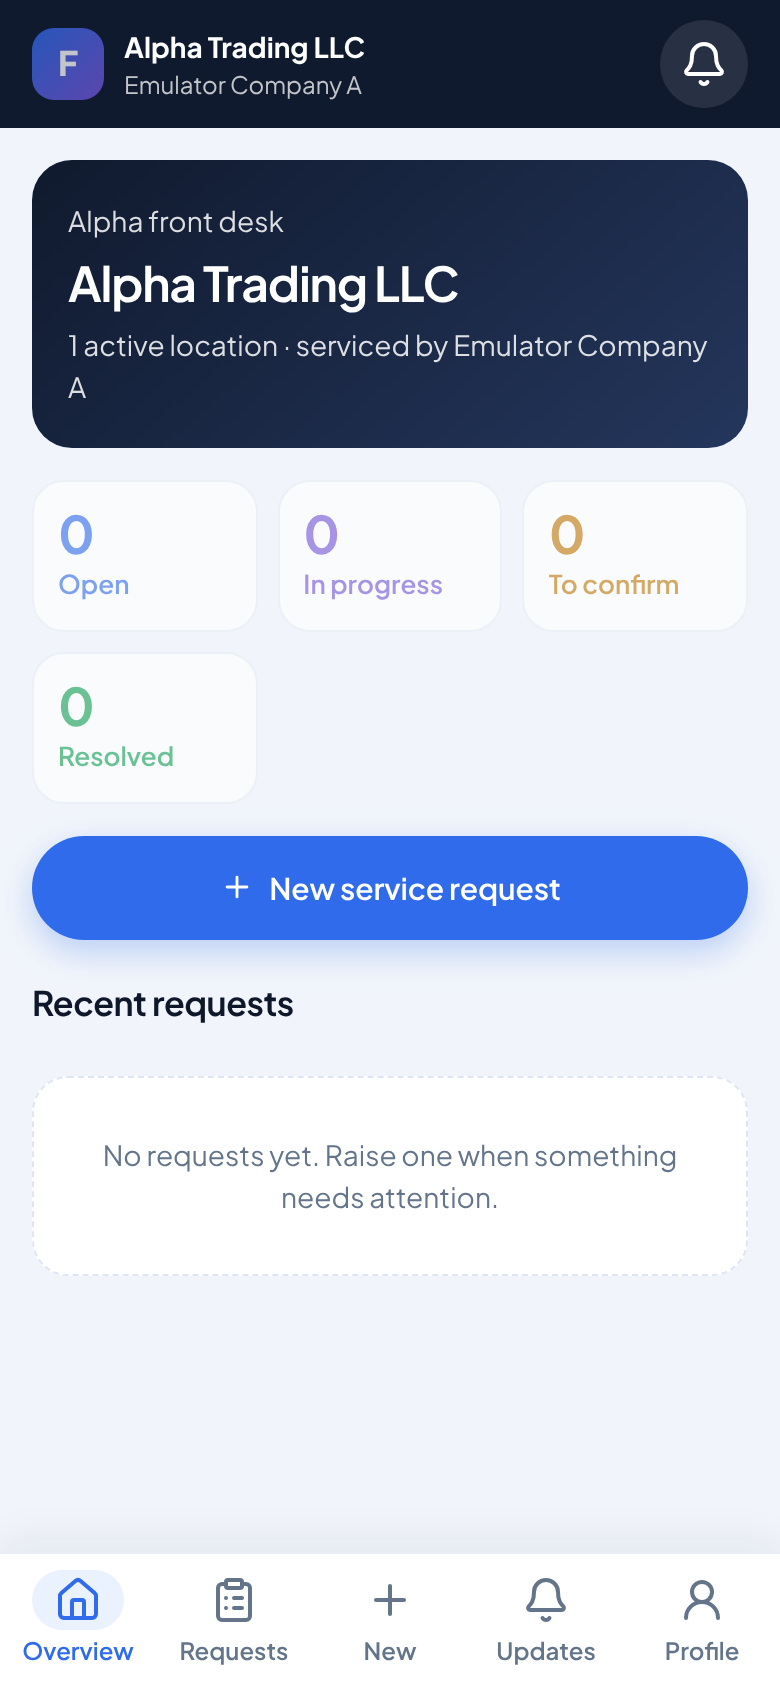 F
Alpha Trading LLC
Emulator Company A
Alpha front desk
Alpha Trading LLC
1 active location · serviced by Emulator Company
A
0
Open
0
In progress
0
To confirm
0
Resolved
+ New service request
Recent requests
No requests yet. Raise one when something
needs attention.
Overview
Requests
New
Updates
Profile